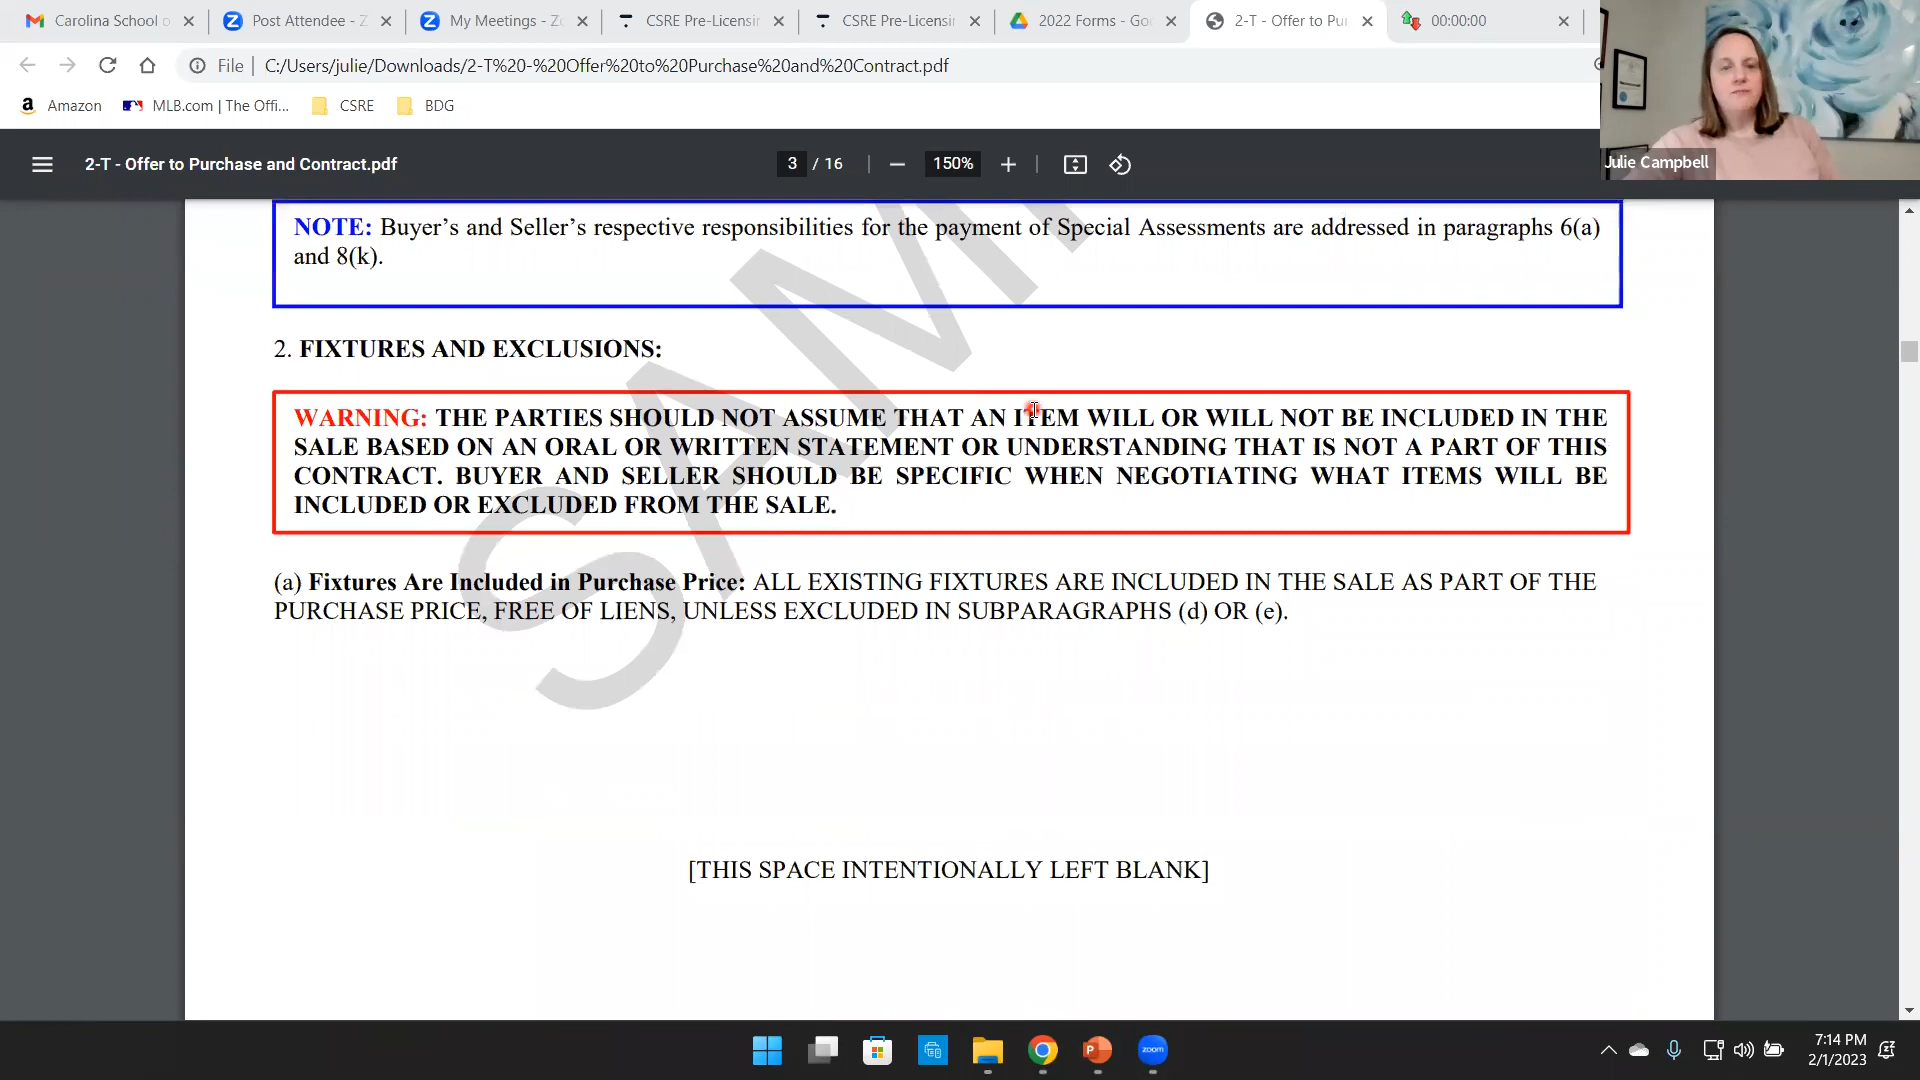 Carolina School o
Post Attendee - Z
My Meetings - Zo
CSRE Pre-Licensin
CSRE Pre-Licensin
2022 Forms - Goo
2-T - Offer to Pur
00:00:00
File
C:/Users/julie/Downloads/2-T%20-%20Offer%20to%20Purchase%20and%20Contract.pdf
Amazon
MLB.com | The Offi...
CSRE
BDG
Julie Campbell
2-T - Offer to Purchase and Contract.pdf
3 / 16
150%
NOTE: Buyer’s and Seller’s respective responsibilities for the payment of Special Assessments are addressed in paragraphs 6(a)
and 8(k).
2. FIXTURES AND EXCLUSIONS:
WARNING: THE PARTIES SHOULD NOT ASSUME THAT AN ITEM WILL OR WILL NOT BE INCLUDED IN THE
SALE BASED ON AN ORAL OR WRITTEN STATEMENT OR UNDERSTANDING THAT IS NOT A PART OF THIS
CONTRACT. BUYER AND SELLER SHOULD BE SPECIFIC WHEN NEGOTIATING WHAT ITEMS WILL BE
INCLUDED OR EXCLUDED FROM THE SALE.
(a) Fixtures Are Included in Purchase Price: ALL EXISTING FIXTURES ARE INCLUDED IN THE SALE AS PART OF THE
PURCHASE PRICE, FREE OF LIENS, UNLESS EXCLUDED IN SUBPARAGRAPHS (d) OR (e).
SAM
[THIS SPACE INTENTIONALLY LEFT BLANK]
zoom
7:14 PM
2/1/2023